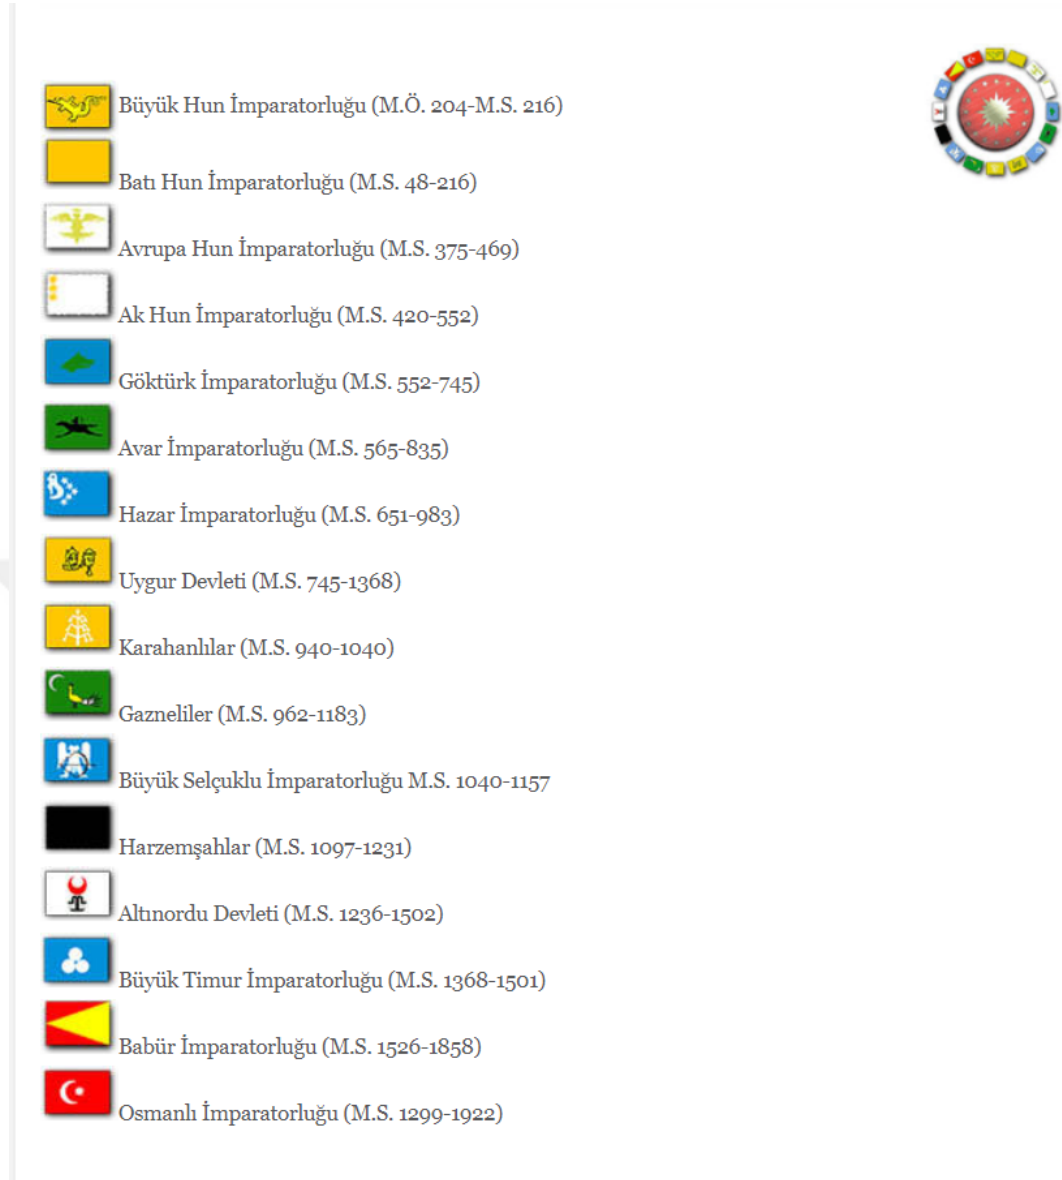 Büyük Hun İmparatorluğu (M.Ö. 204-M.S. 216)
Batı Hun İmparatorluğu (M.S. 48-216)
Avrupa Hun İmparatorluğu (M.S. 375-469)
Ak Hun İmparatorluğu (M.S. 420-552)
Göktürk İmparatorluğu (M.S. 552-745)
Avar İmparatorluğu (M.S. 565-835)
Hazar İmparatorluğu (M.S. 651-983)
Uygur Devleti (M.S. 745-1368)
Karahanlılar (M.S. 940-1040)
Gazneliler (M.S. 962-1183)
Büyük Selçuklu İmparatorluğu M.S. 1040-1157
Harzemşahlar (M.S. 1097-1231)
Altınordu Devleti (M.S. 1236-1502)
Büyük Timur İmparatorluğu (M.S. 1368-1501)
Babür İmparatorluğu (M.S. 1526-1858)
Osmanlı İmparatorluğu (M.S. 1299-1922)